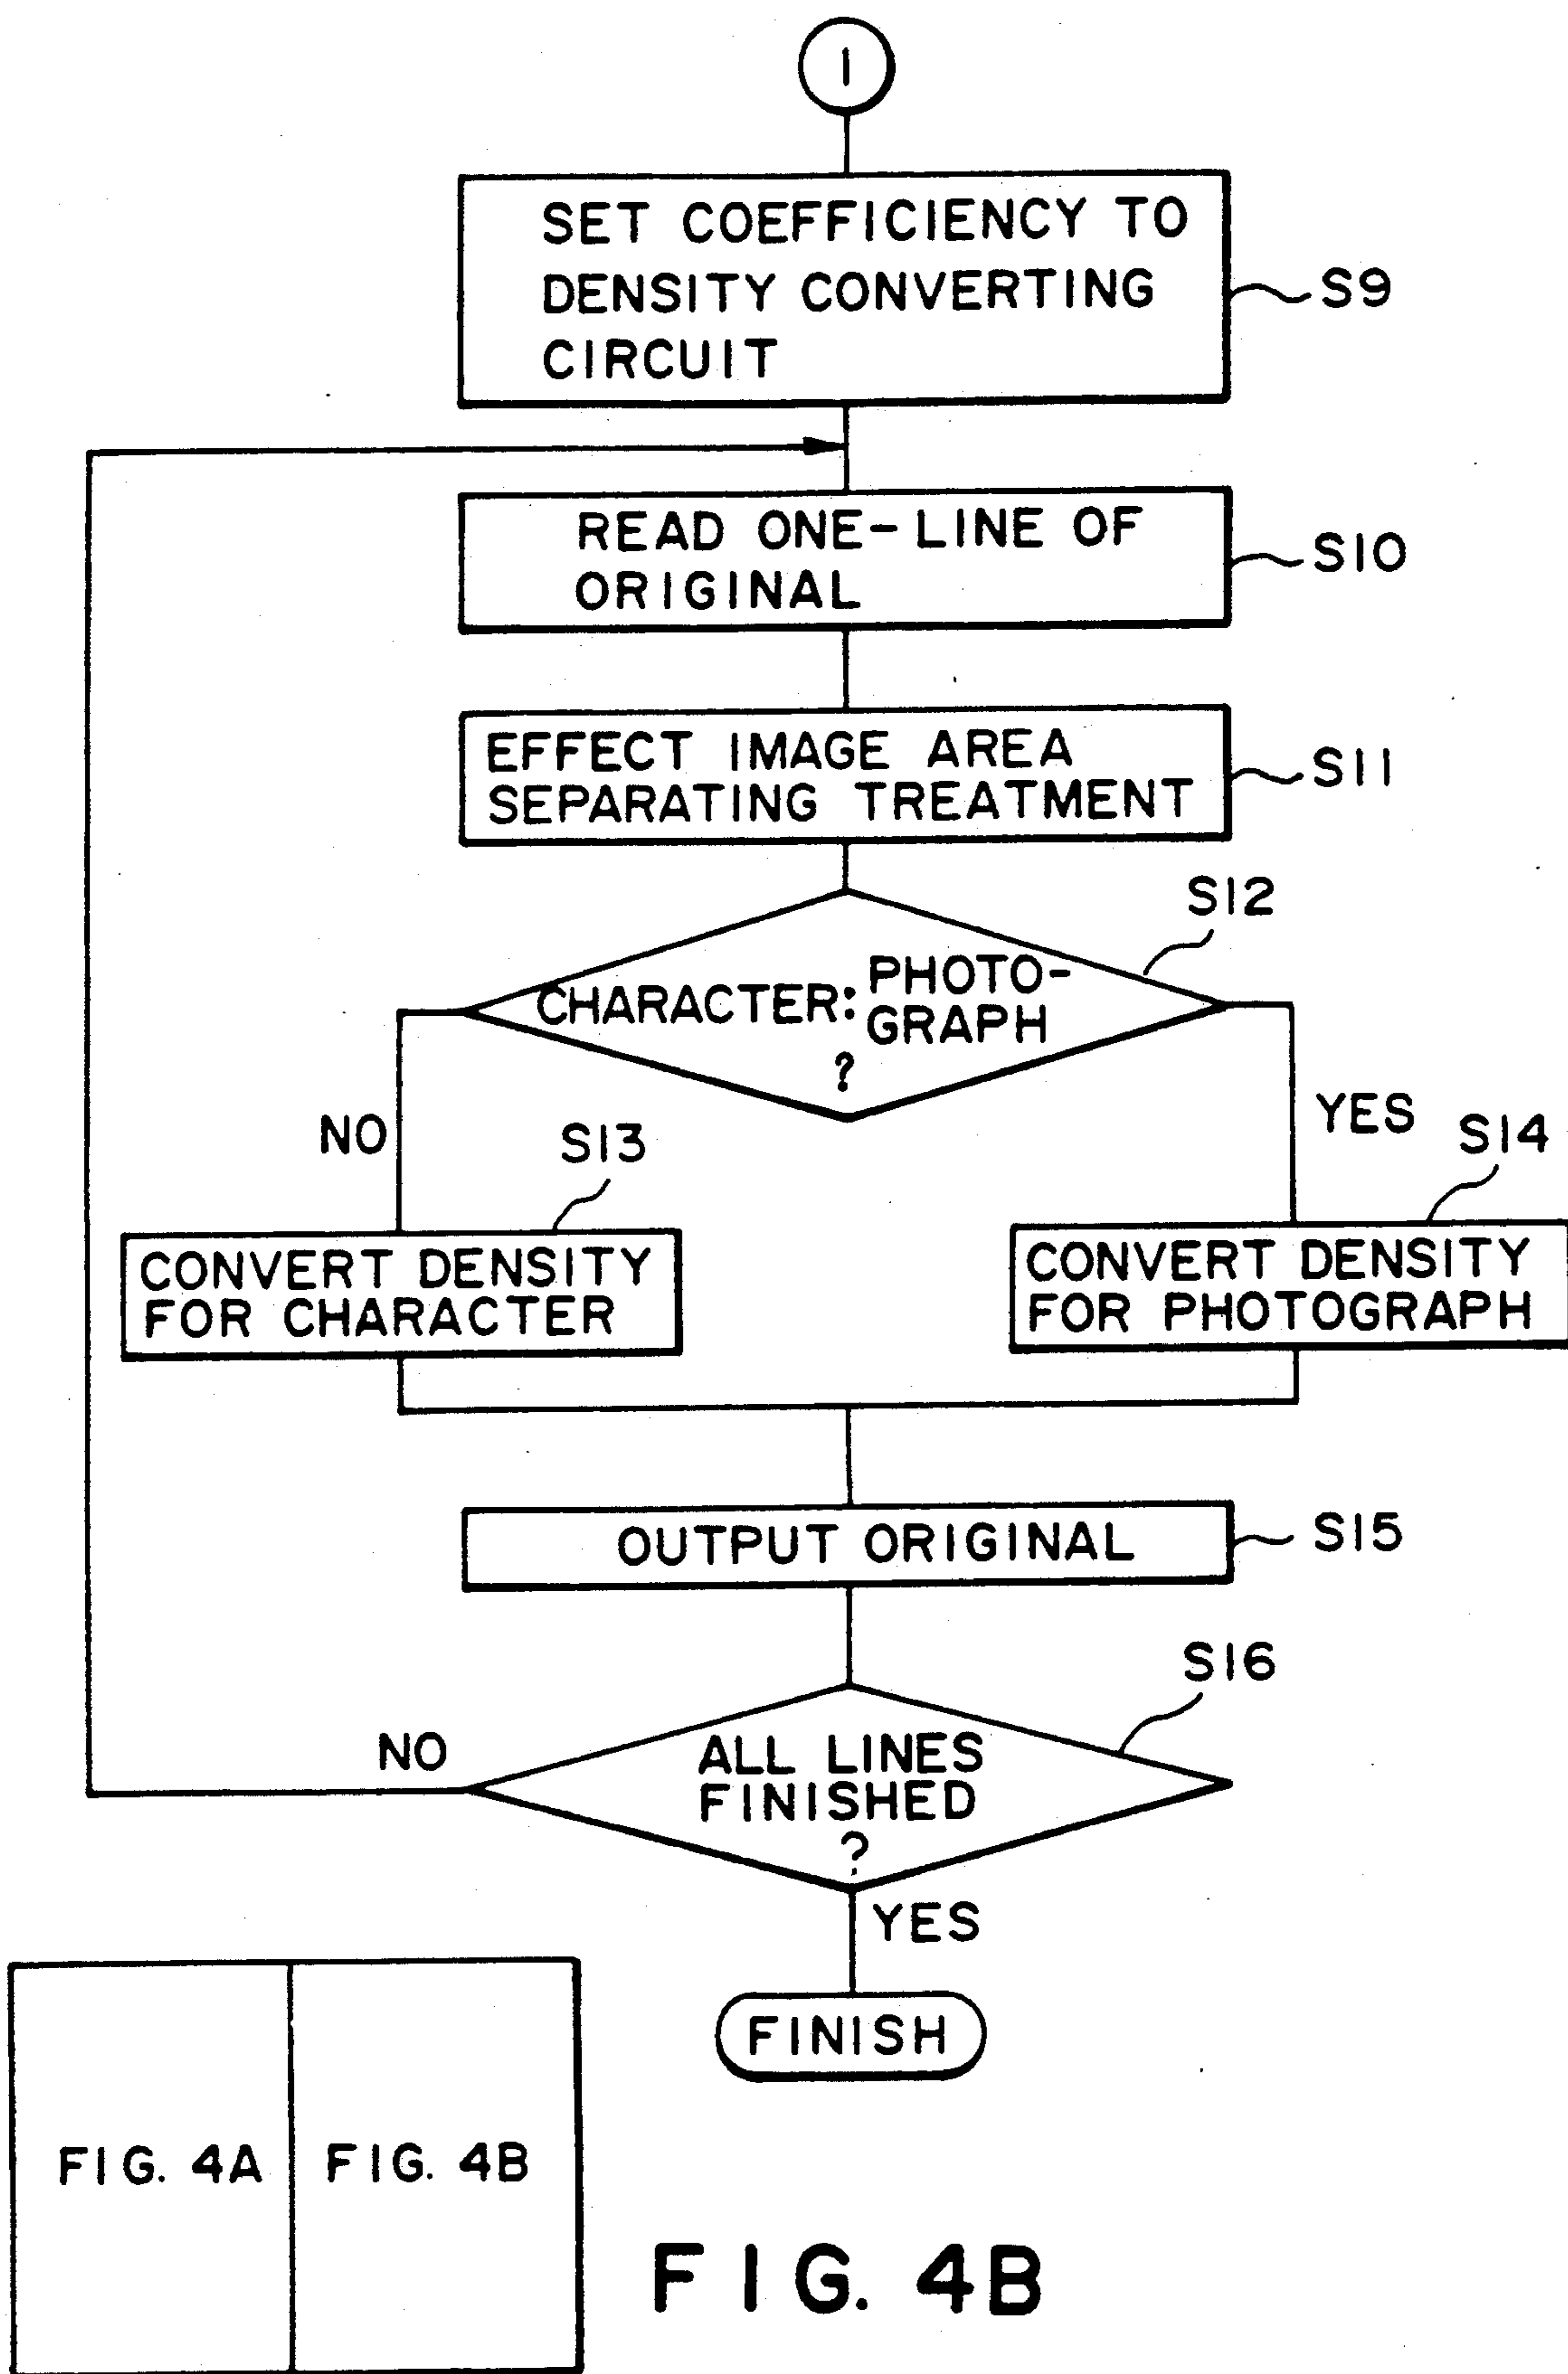 1
SET COEFFICIENCY TO
DENSITY CONVERTING
CIRCUIT
S9
READ ONE-LINE OF
ORIGINAL
S10
EFFECT IMAGE AREA
SEPARATING TREATMENT
S11
S12
CHARACTER: PHOTO-
GRAPH
?
NO
YES
S13
S14
CONVERT DENSITY
FOR CHARACTER
CONVERT DENSITY
FOR PHOTOGRAPH
OUTPUT ORIGINAL
S15
S16
NO
ALL LINES
FINISHED
?
YES
FINISH
FIG. 4A
FIG. 4B
FIG. 4B